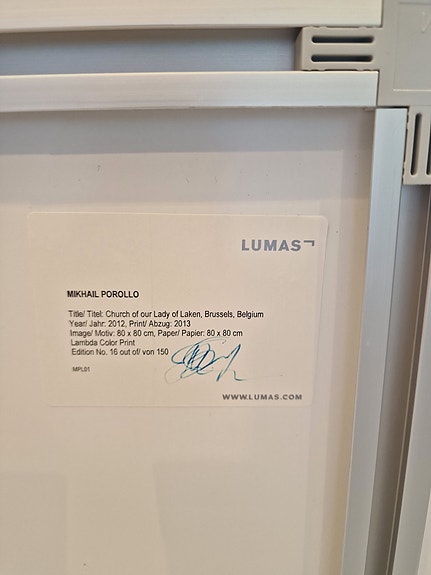 LUMAS
MIKHAIL POROLLO
Title/ Titel: Church of our Lady of Laken, Brussels, Belgium
Year/ Jahr: 2012, Print/ Abzug: 2013
Image/ Motiv: 80 x 80 cm, Paper/ Papier: 80 x 80 cm
Lambda Color Print
Edition No. 16 out of/ von 150
MPL01
WWW.LUMAS.COM